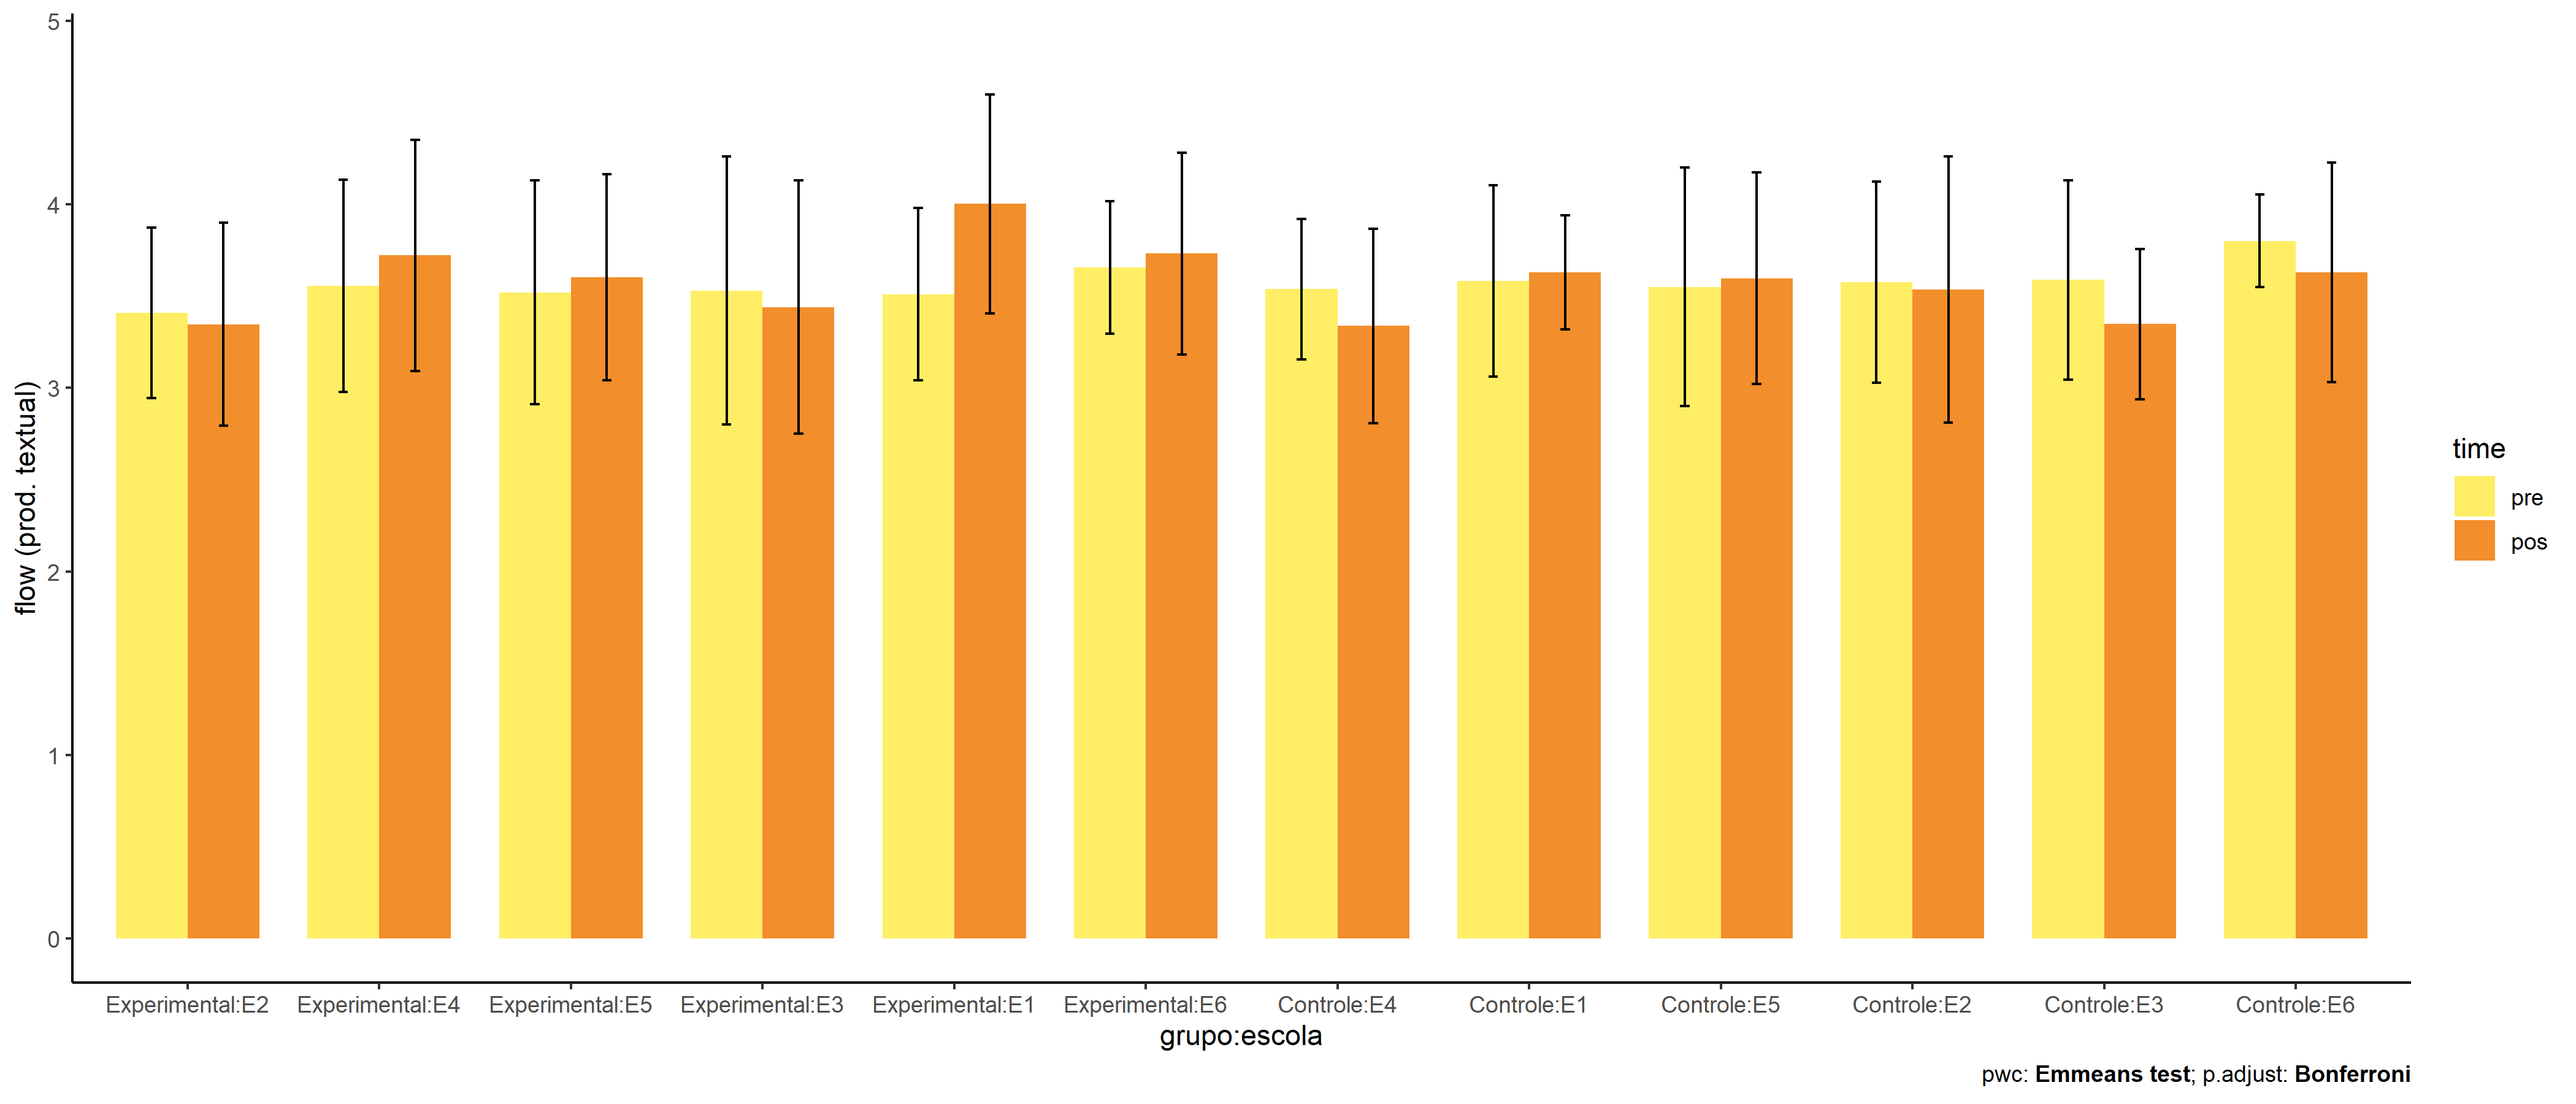 5
4
3
2
1
0
flow (prod. textual)
Experimental:E2 Experimental:E4 Experimental:E5 Experimental:E3 Experimental:E1 Experimental:E6 Controle:E4 Controle:E1 Controle:E5 Controle:E2 Controle:E3 Controle:E6
grupo:escola
time
pre
pos
pwc: Emmeans test; p.adjust: Bonferroni